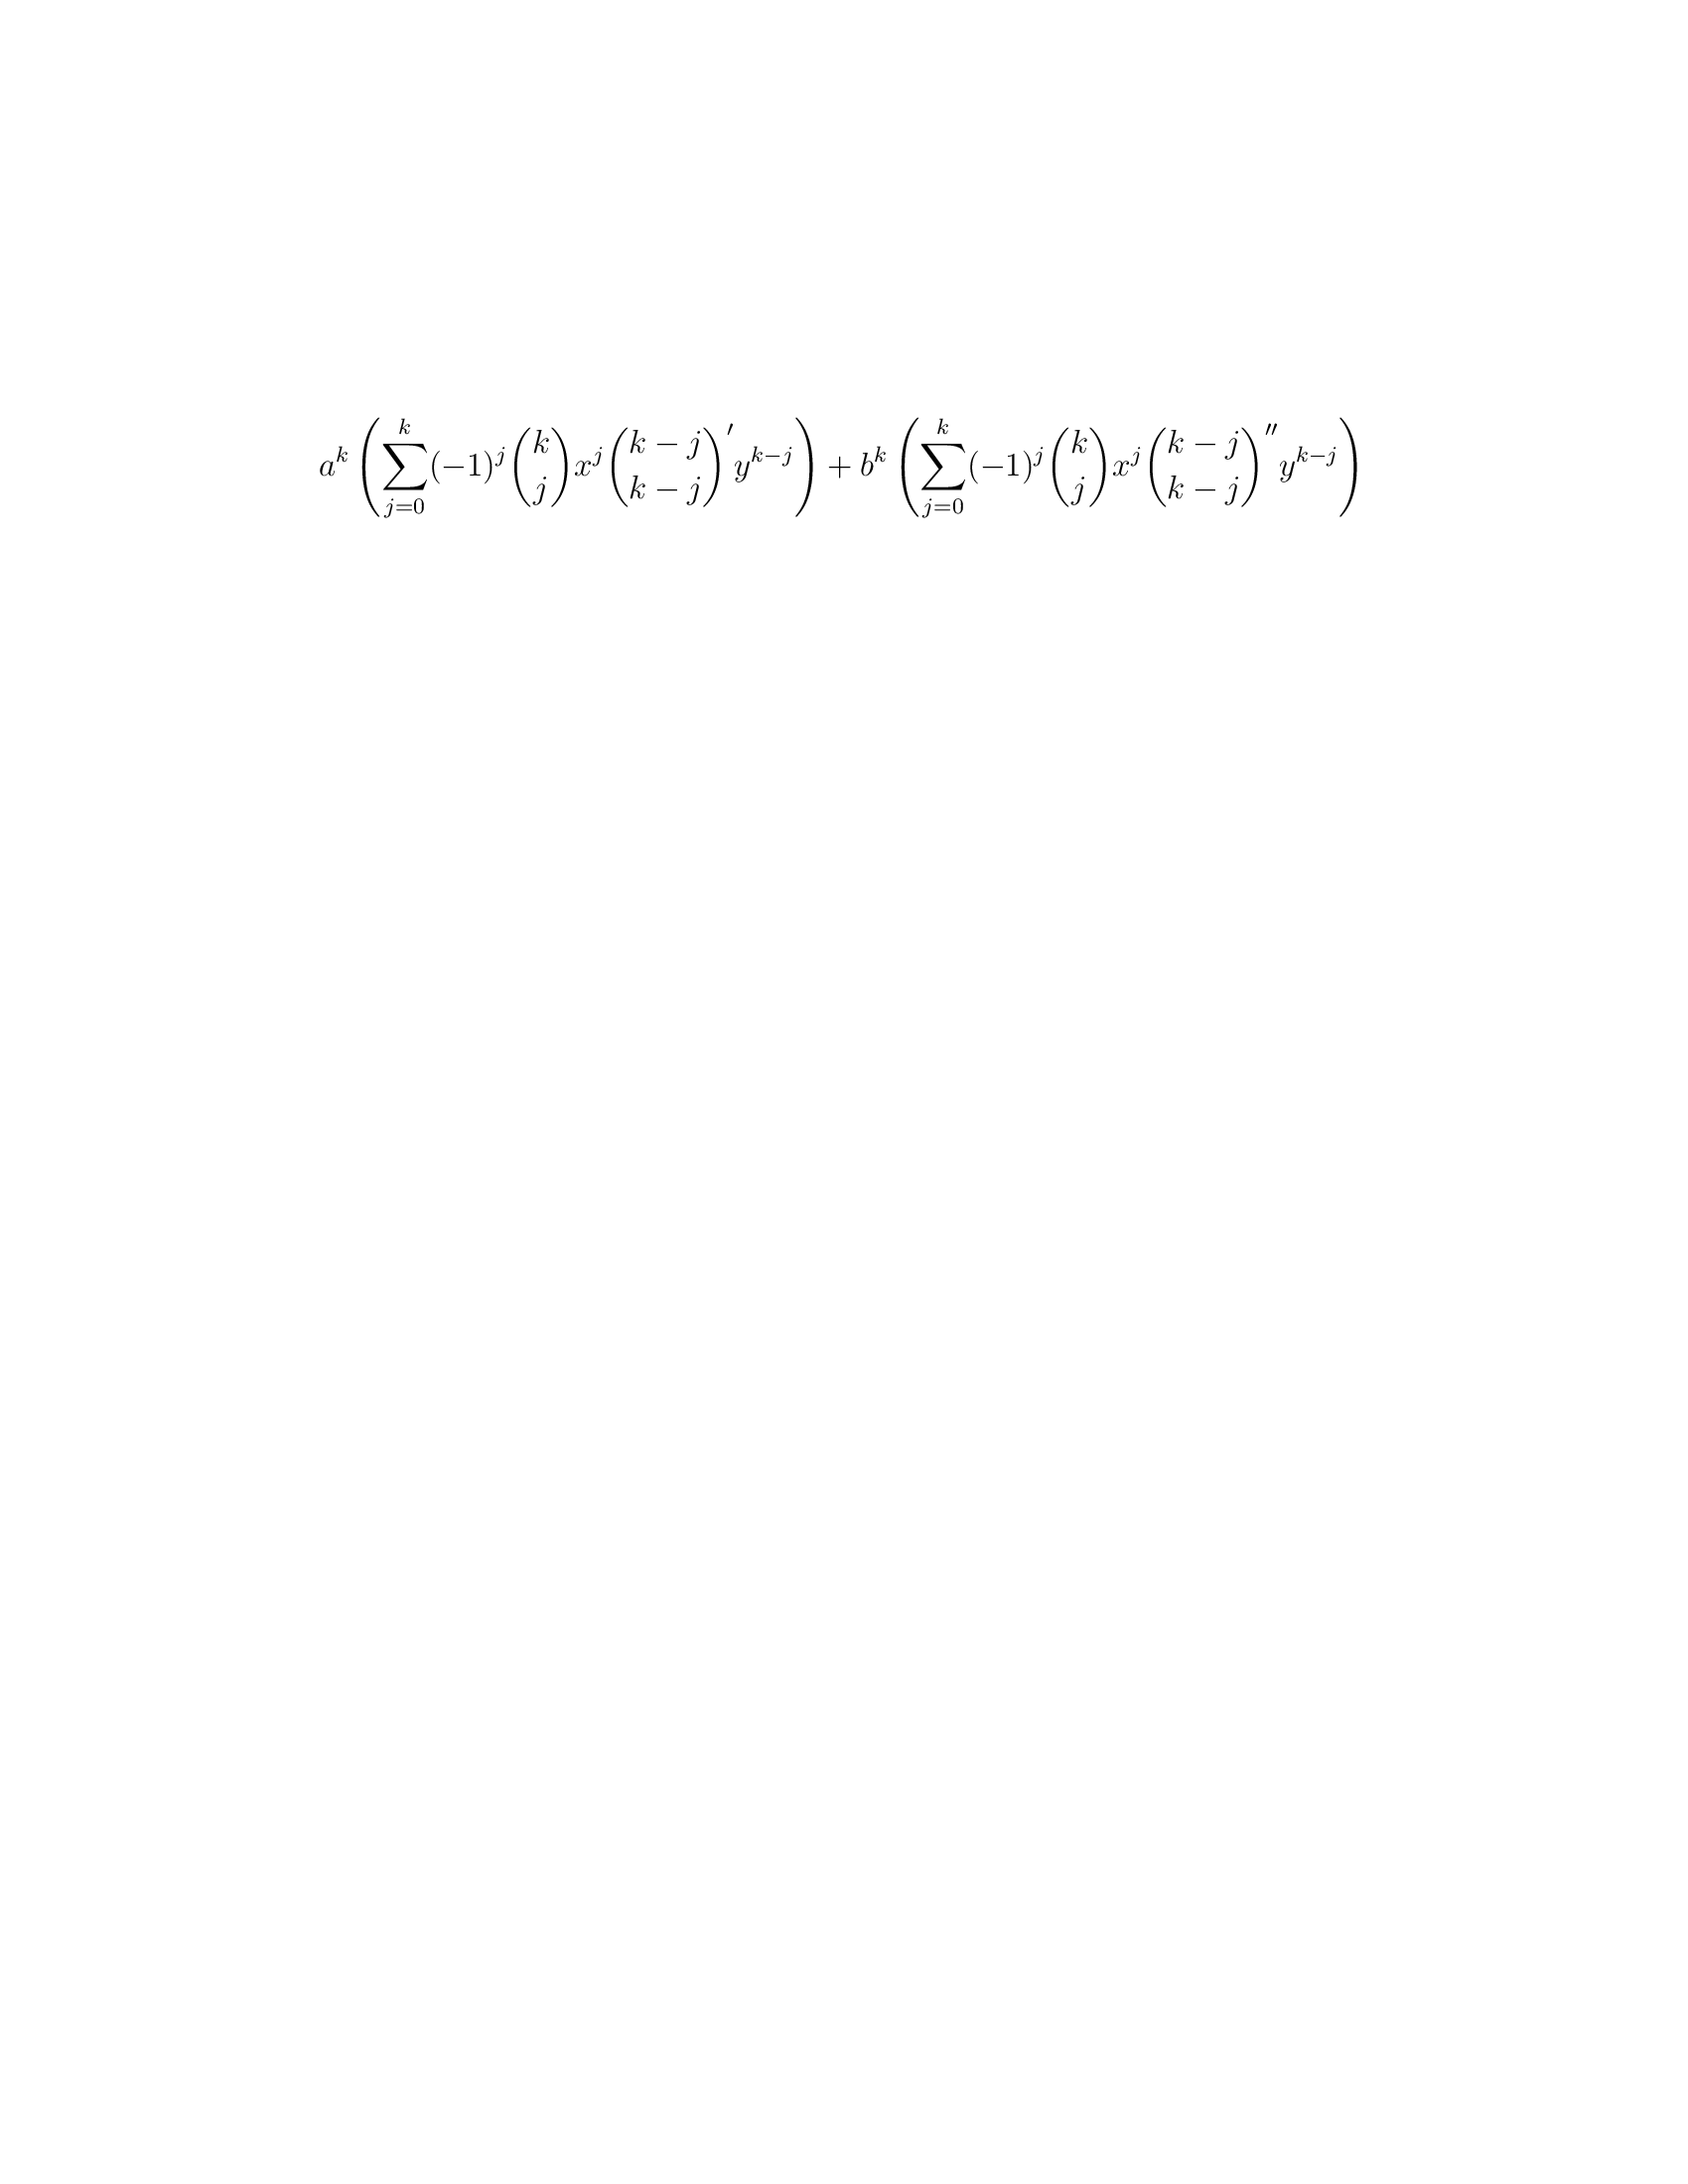 $a^k \left( \sum_{j=0}^{k} (-1)^j \binom{k}{j} x^j \binom{k-j}{k-j}' y^{k-j} \right) + b^k \left( \sum_{j=0}^{k} (-1)^j \binom{k}{j} x^j \binom{k-j}{k-j}'' y^{k-j} \right)$